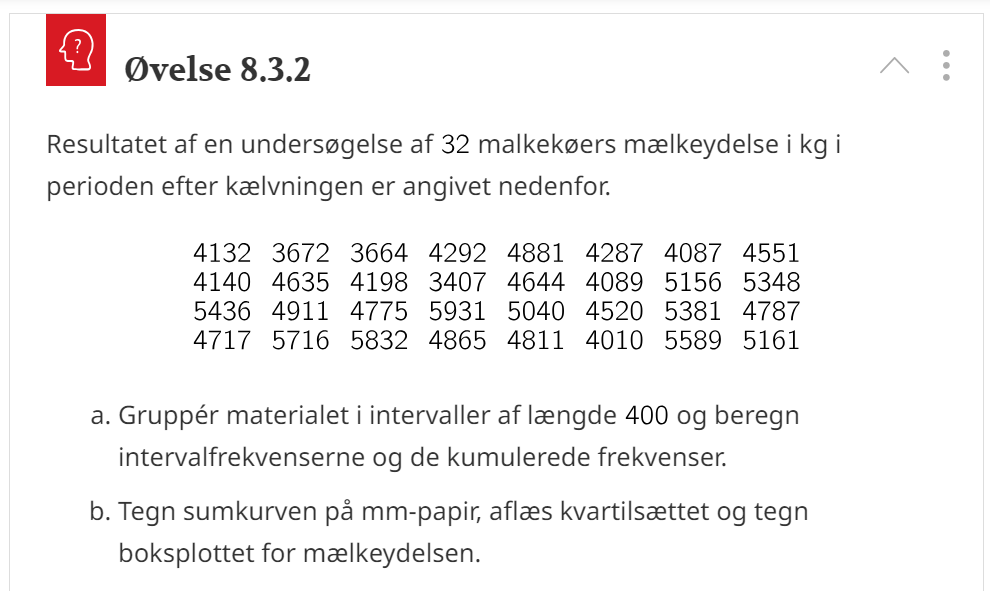 ?
Øvelse 8.3.2
Resultatet af en undersøgelse af 32 malkekøers mælkeydelse i kg i
perioden efter kælvningen er angivet nedenfor.
4132 3672 3664 4292 4881 4287 4087 4551
4140 4635 4198 3407 4644 4089 5156 5348
5436 4911 4775 5931 5040 4520 5381 4787
4717 5716 5832 4865 4811 4010 5589 5161
a. Gruppér materialet i intervaller af længde 400 og beregn
intervalfrekvenserne og de kumulerede frekvenser.
b. Tegn sumkurven på mm-papir, aflæs kvartilsættet og tegn
boksplottet for mælkeydelsen.